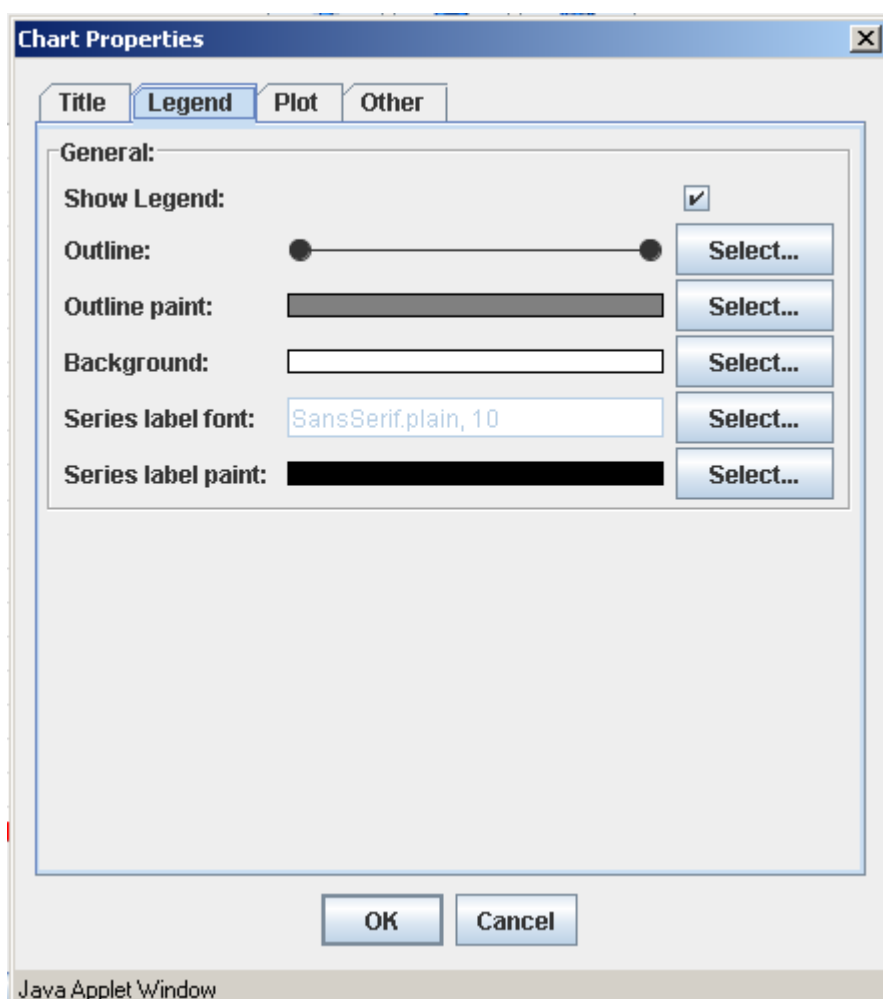 Chart Properties
Title Legend Plot Other
General:
Show Legend:
Outline: Select...
Outline paint: Select...
Background: Select...
Series label font: SansSerif.plain, 10 Select...
Series label paint: Select...
OK Cancel
Java Applet Window